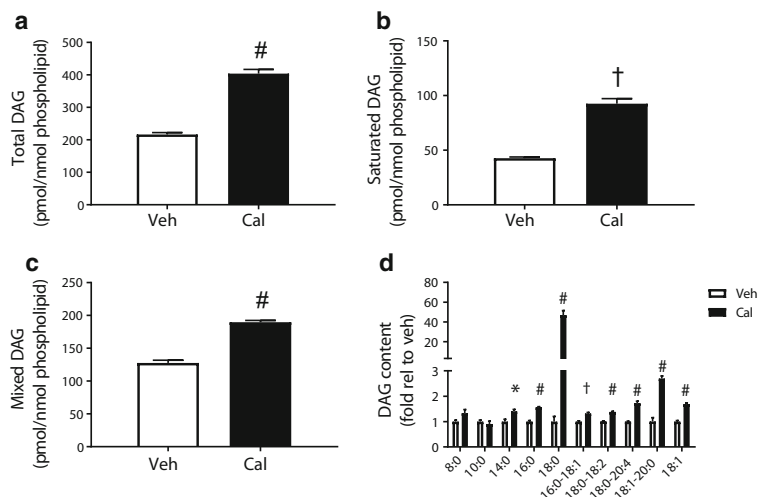 a
Total DAG
(pmol/nmol phospholipid)
500
400
300
200
100
0
#
Veh
Cal
b
Saturated DAG
(pmol/nmol phospholipid)
150
100
50
0
†
Veh
Cal
c
Mixed DAG
(pmol/nmol phospholipid)
250
200
150
100
50
0
#
Veh
Cal
d
DAG content
(fold rel to veh)
80
60
40
20
3
2
1
0
* # # † # # # #
8:0
10:0
14:0
16:0
18:0
16:0-18:1
18:0-18:2
18:0-20:4
18:1-20:0
18:1
Veh
Cal